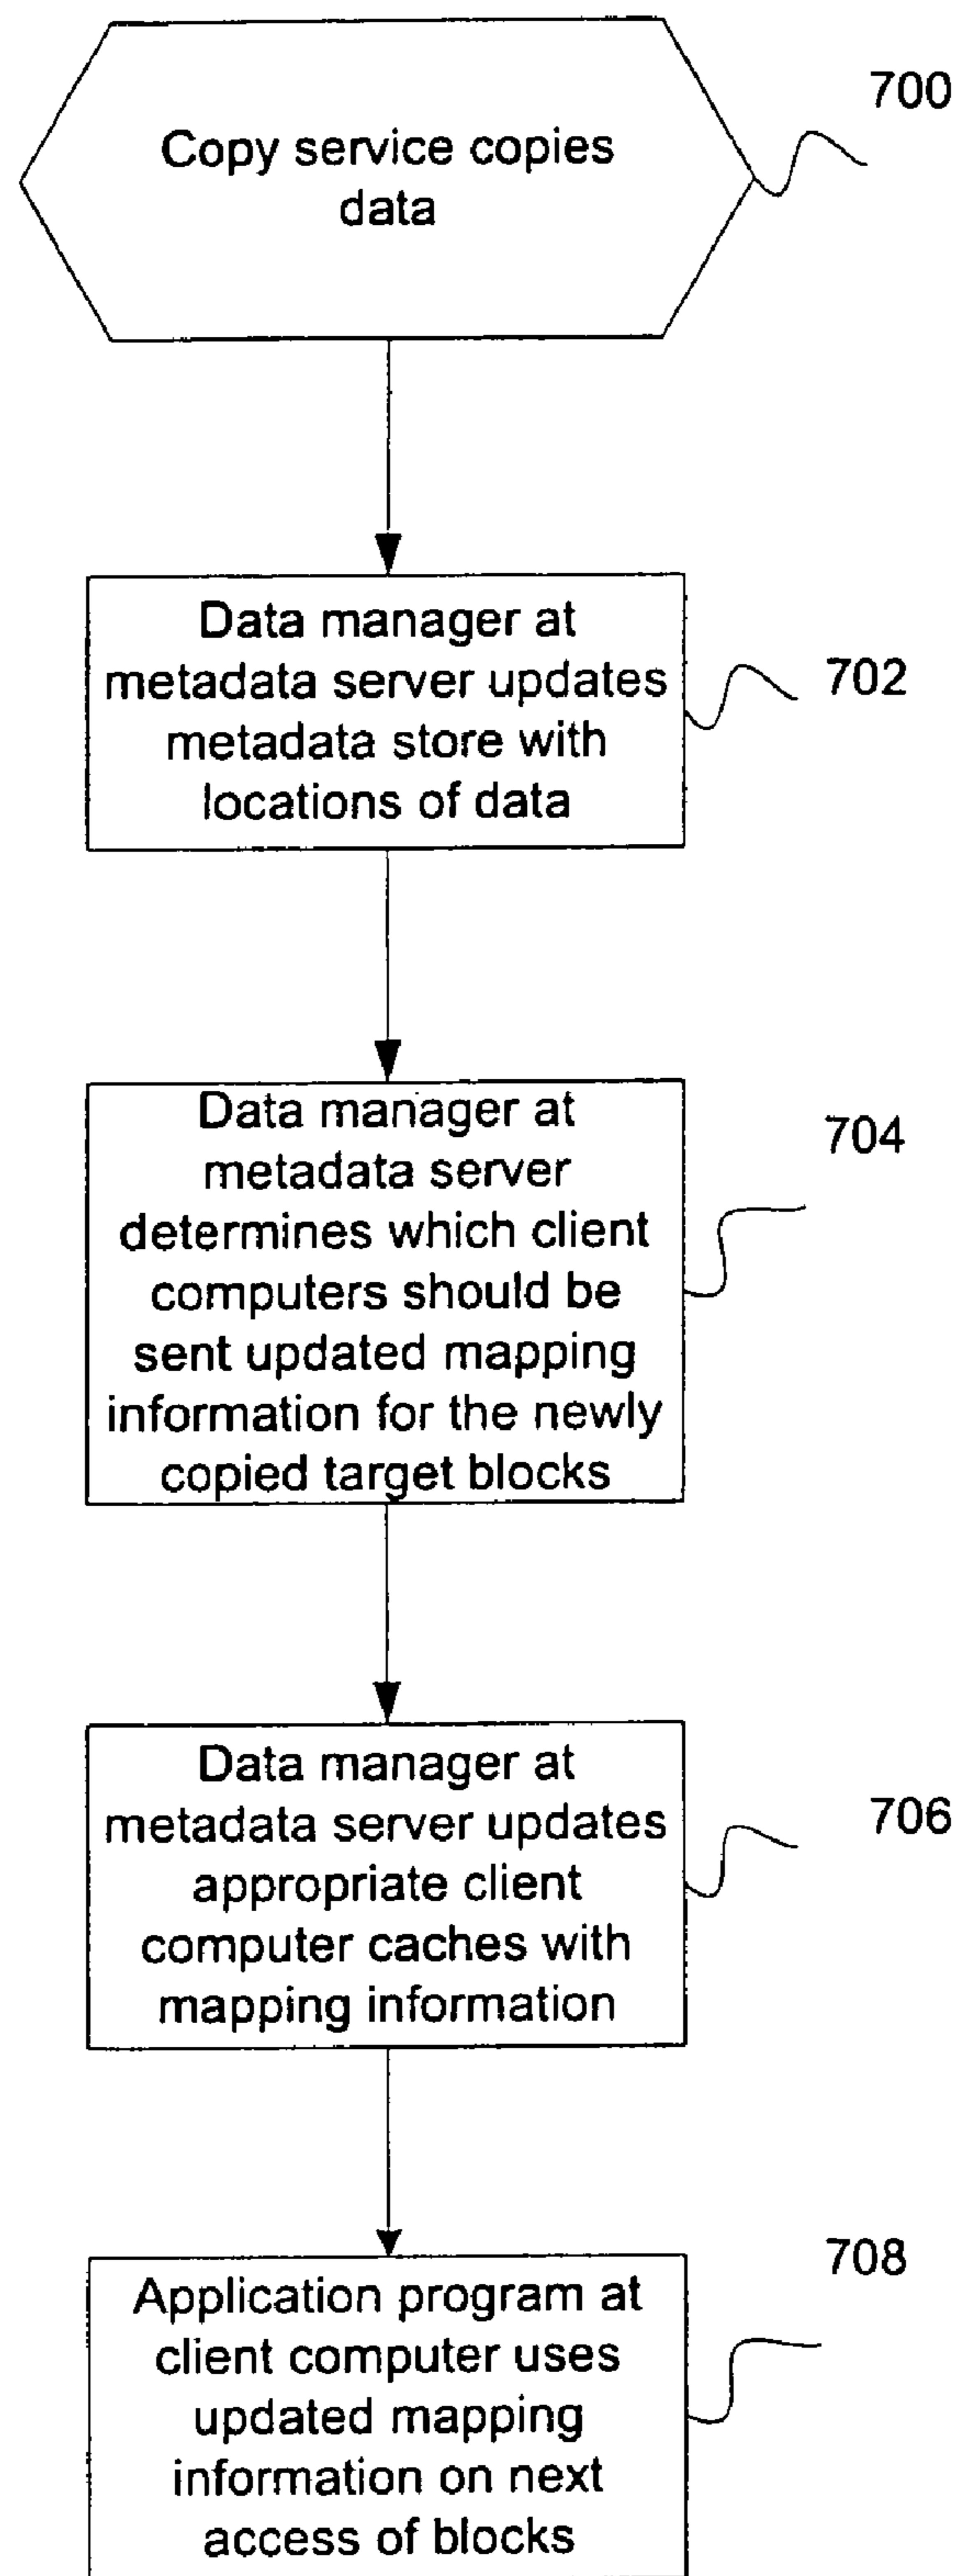 700
Copy service copies
data
702
Data manager at
metadata server updates
metadata store with
locations of data
704
Data manager at
metadata server
determines which client
computers should be
sent updated mapping
information for the newly
copied target blocks
706
Data manager at
metadata server updates
appropriate client
computer caches with
mapping information
708
Application program at
client computer uses
updated mapping
information on next
access of blocks